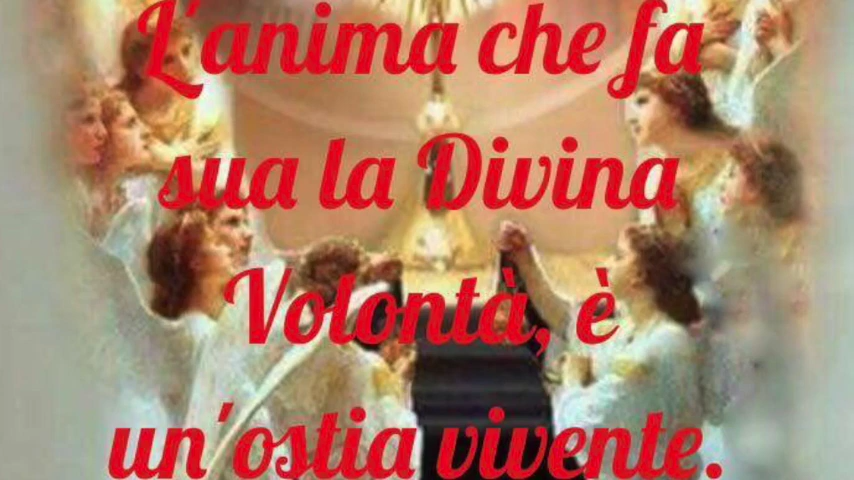 L'anima che fa
sua la Divina
Volontà, è
un'ostia vivente.